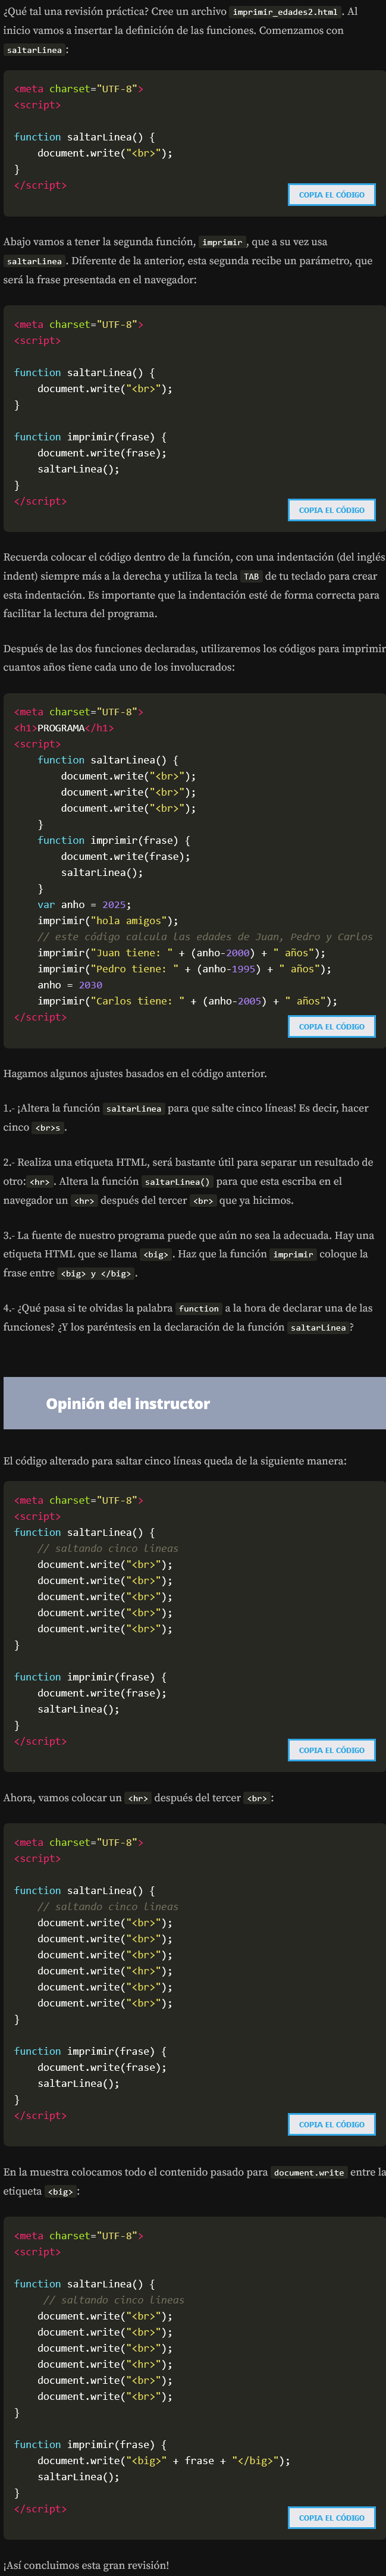 ¿Qué tal una revisión práctica? Cree un archivo imprimir_edades2.html. Al
inicio vamos a insertar la definición de las funciones. Comenzamos con
saltarLinea:
<meta charset="UTF-8">
<script>
function saltarLinea() {
    document.write("<br>");
}
</script>
COPIA EL CÓDIGO
Abajo vamos a tener la segunda función, imprimir, que a su vez usa
saltarLinea. Diferente de la anterior, esta segunda recibe un parámetro, que
será la frase presentada en el navegador:
<meta charset="UTF-8">
<script>
function saltarLinea() {
    document.write("<br>");
}
function imprimir(frase) {
    document.write(frase);
    saltarLinea();
}
</script>
COPIA EL CÓDIGO
Recuerda colocar el código dentro de la función, con una indentación (del inglés
indent) siempre más a la derecha y utiliza la tecla TAB de tu teclado para crear
esta indentación. Es importante que la indentación esté de forma correcta para
facilitar la lectura del programa.
Después de las dos funciones declaradas, utilizaremos los códigos para imprimir
cuantos años tiene cada uno de los involucrados:
<meta charset="UTF-8">
<h1>PROGRAMA</h1>
<script>
    function saltarLinea() {
        document.write("<br>");
        document.write("<br>");
        document.write("<br>");
    }
    function imprimir(frase) {
        document.write(frase);
        saltarLinea();
    }
    var anho = 2025;
    imprimir("hola amigos");
    // este código calcula las edades de Juan, Pedro y Carlos
    imprimir("Juan tiene: " + (anho-2000) + " años");
    imprimir("Pedro tiene: " + (anho-1995) + " años");
    anho = 2030
    imprimir("Carlos tiene: " + (anho-2005) + " años");
</script>
COPIA EL CÓDIGO
Hagamos algunos ajustes basados en el código anterior.
1.- ¡Altera la función saltarLinea para que salte cinco líneas! Es decir, hacer
cinco <br>s.
2.- Realiza una etiqueta HTML, será bastante útil para separar un resultado de
otro:<hr>. Altera la función saltarLinea() para que esta escriba en el
navegador un <hr> después del tercer <br> que ya hicimos.
3.- La fuente de nuestro programa puede que aún no sea la adecuada. Hay una
etiqueta HTML que se llama <big>. Haz que la función imprimir coloque la
frase entre <big> y </big>.
4.- ¿Qué pasa si te olvidas la palabra function a la hora de declarar una de las
funciones? ¿Y los paréntesis en la declaración de la función saltarLinea?
Opinión del instructor
El código alterado para saltar cinco líneas queda de la siguiente manera:
<meta charset="UTF-8">
<script>
function saltarLinea() {
    // saltando cinco lineas
    document.write("<br>");
    document.write("<br>");
    document.write("<br>");
    document.write("<br>");
    document.write("<br>");
}
function imprimir(frase) {
    document.write(frase);
    saltarLinea();
}
</script>
COPIA EL CÓDIGO
Ahora, vamos colocar un <hr> después del tercer <br>:
<meta charset="UTF-8">
<script>
function saltarLinea() {
    // saltando cinco lineas
    document.write("<br>");
    document.write("<br>");
    document.write("<br>");
    document.write("<hr>");
    document.write("<br>");
    document.write("<br>");
}
function imprimir(frase) {
    document.write(frase);
    saltarLinea();
}
</script>
COPIA EL CÓDIGO
En la muestra colocamos todo el contenido pasado para document.write entre la
etiqueta <big>:
<meta charset="UTF-8">
<script>
function saltarLinea() {
     // saltando cinco lineas
    document.write("<br>");
    document.write("<br>");
    document.write("<br>");
    document.write("<hr>");
    document.write("<br>");
    document.write("<br>");
}
function imprimir(frase) {
    document.write("<big>" + frase + "</big>");
    saltarLinea();
}
</script>
COPIA EL CÓDIGO
¡Así concluimos esta gran revisión!